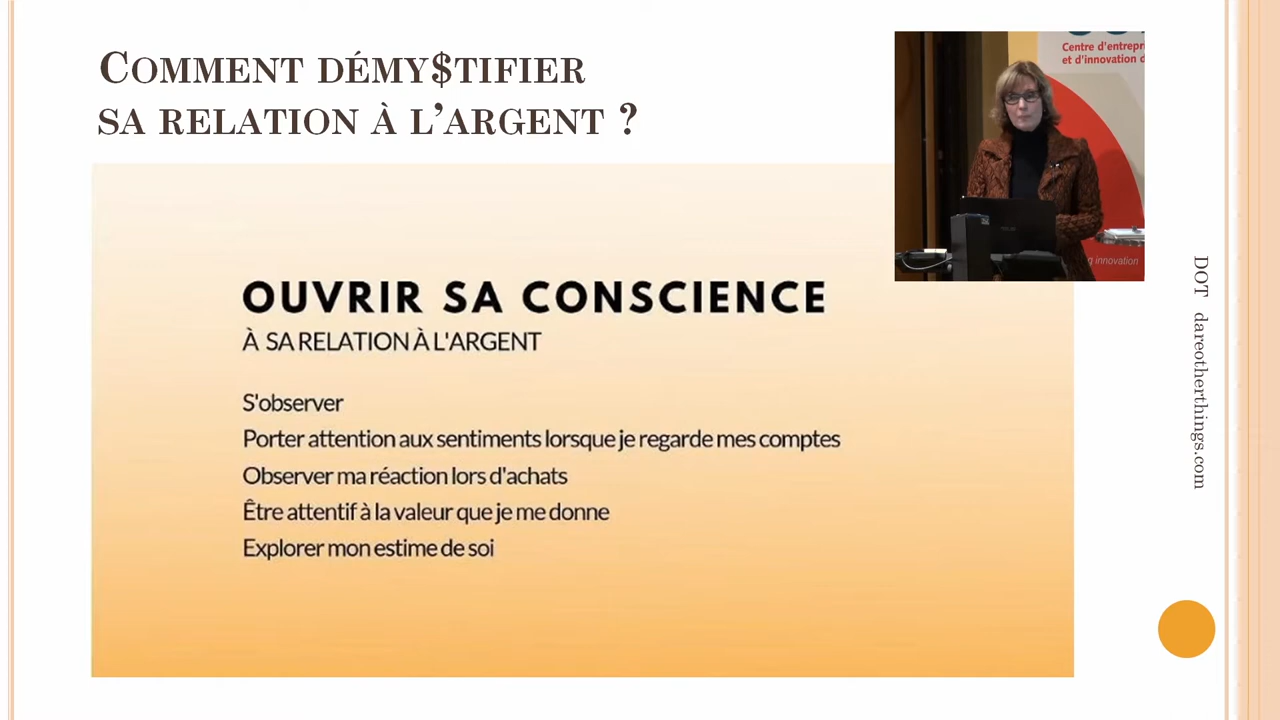 Comment démy$tifier
sa relation à l'argent ?
Centre d'entrepr
et d'innovation d
g innovation
OUVRIR SA CONSCIENCE
À SA RELATION À L'ARGENT
S'observer
Porter attention aux sentiments lorsque je regarde mes comptes
Observer ma réaction lors d'achats
Être attentif à la valeur que je me donne
Explorer mon estime de soi
DOT dareotherthings.com